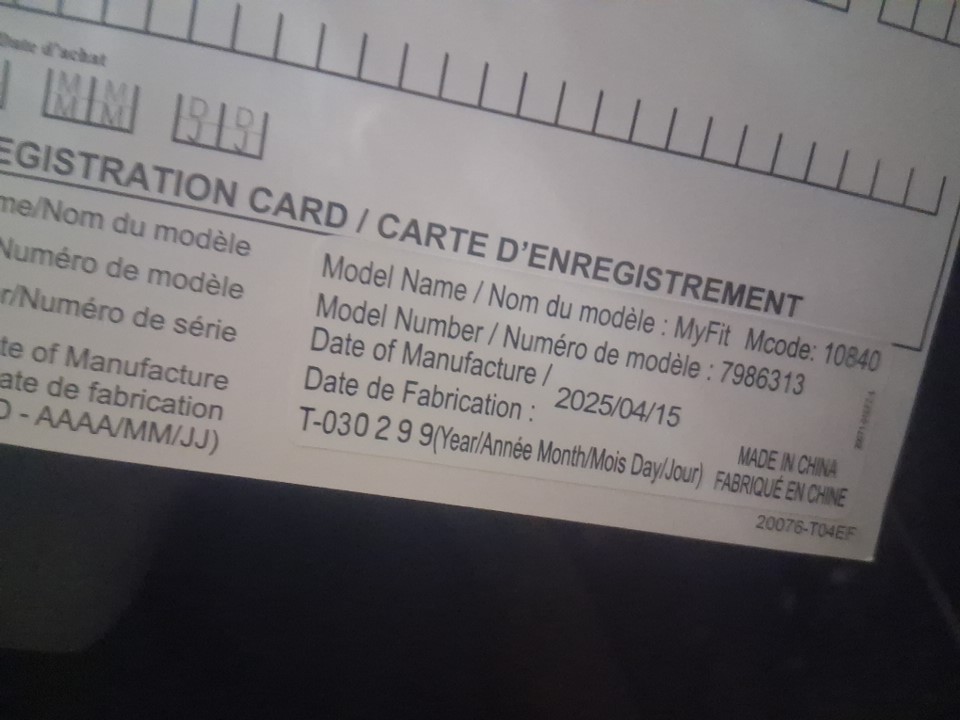 Date d'achat
M M
M M
D D
J J
EGISTRATION CARD / CARTE D'ENREGISTREMENT
me/Nom du modèle
Numéro de modèle
r/Numéro de série
te of Manufacture
ate de fabrication
D - AAAA/MM/JJ)
Model Name / Nom du modèle : MyFit Mcode: 10840
Model Number / Numéro de modèle : 7986313
Date of Manufacture /
Date de Fabrication : 2025/04/15
T-030 2 9 9(Year/Année Month/Mois Day/Jour)
MADE IN CHINA
FABRIQUÉ EN CHINE
20076-T04EF